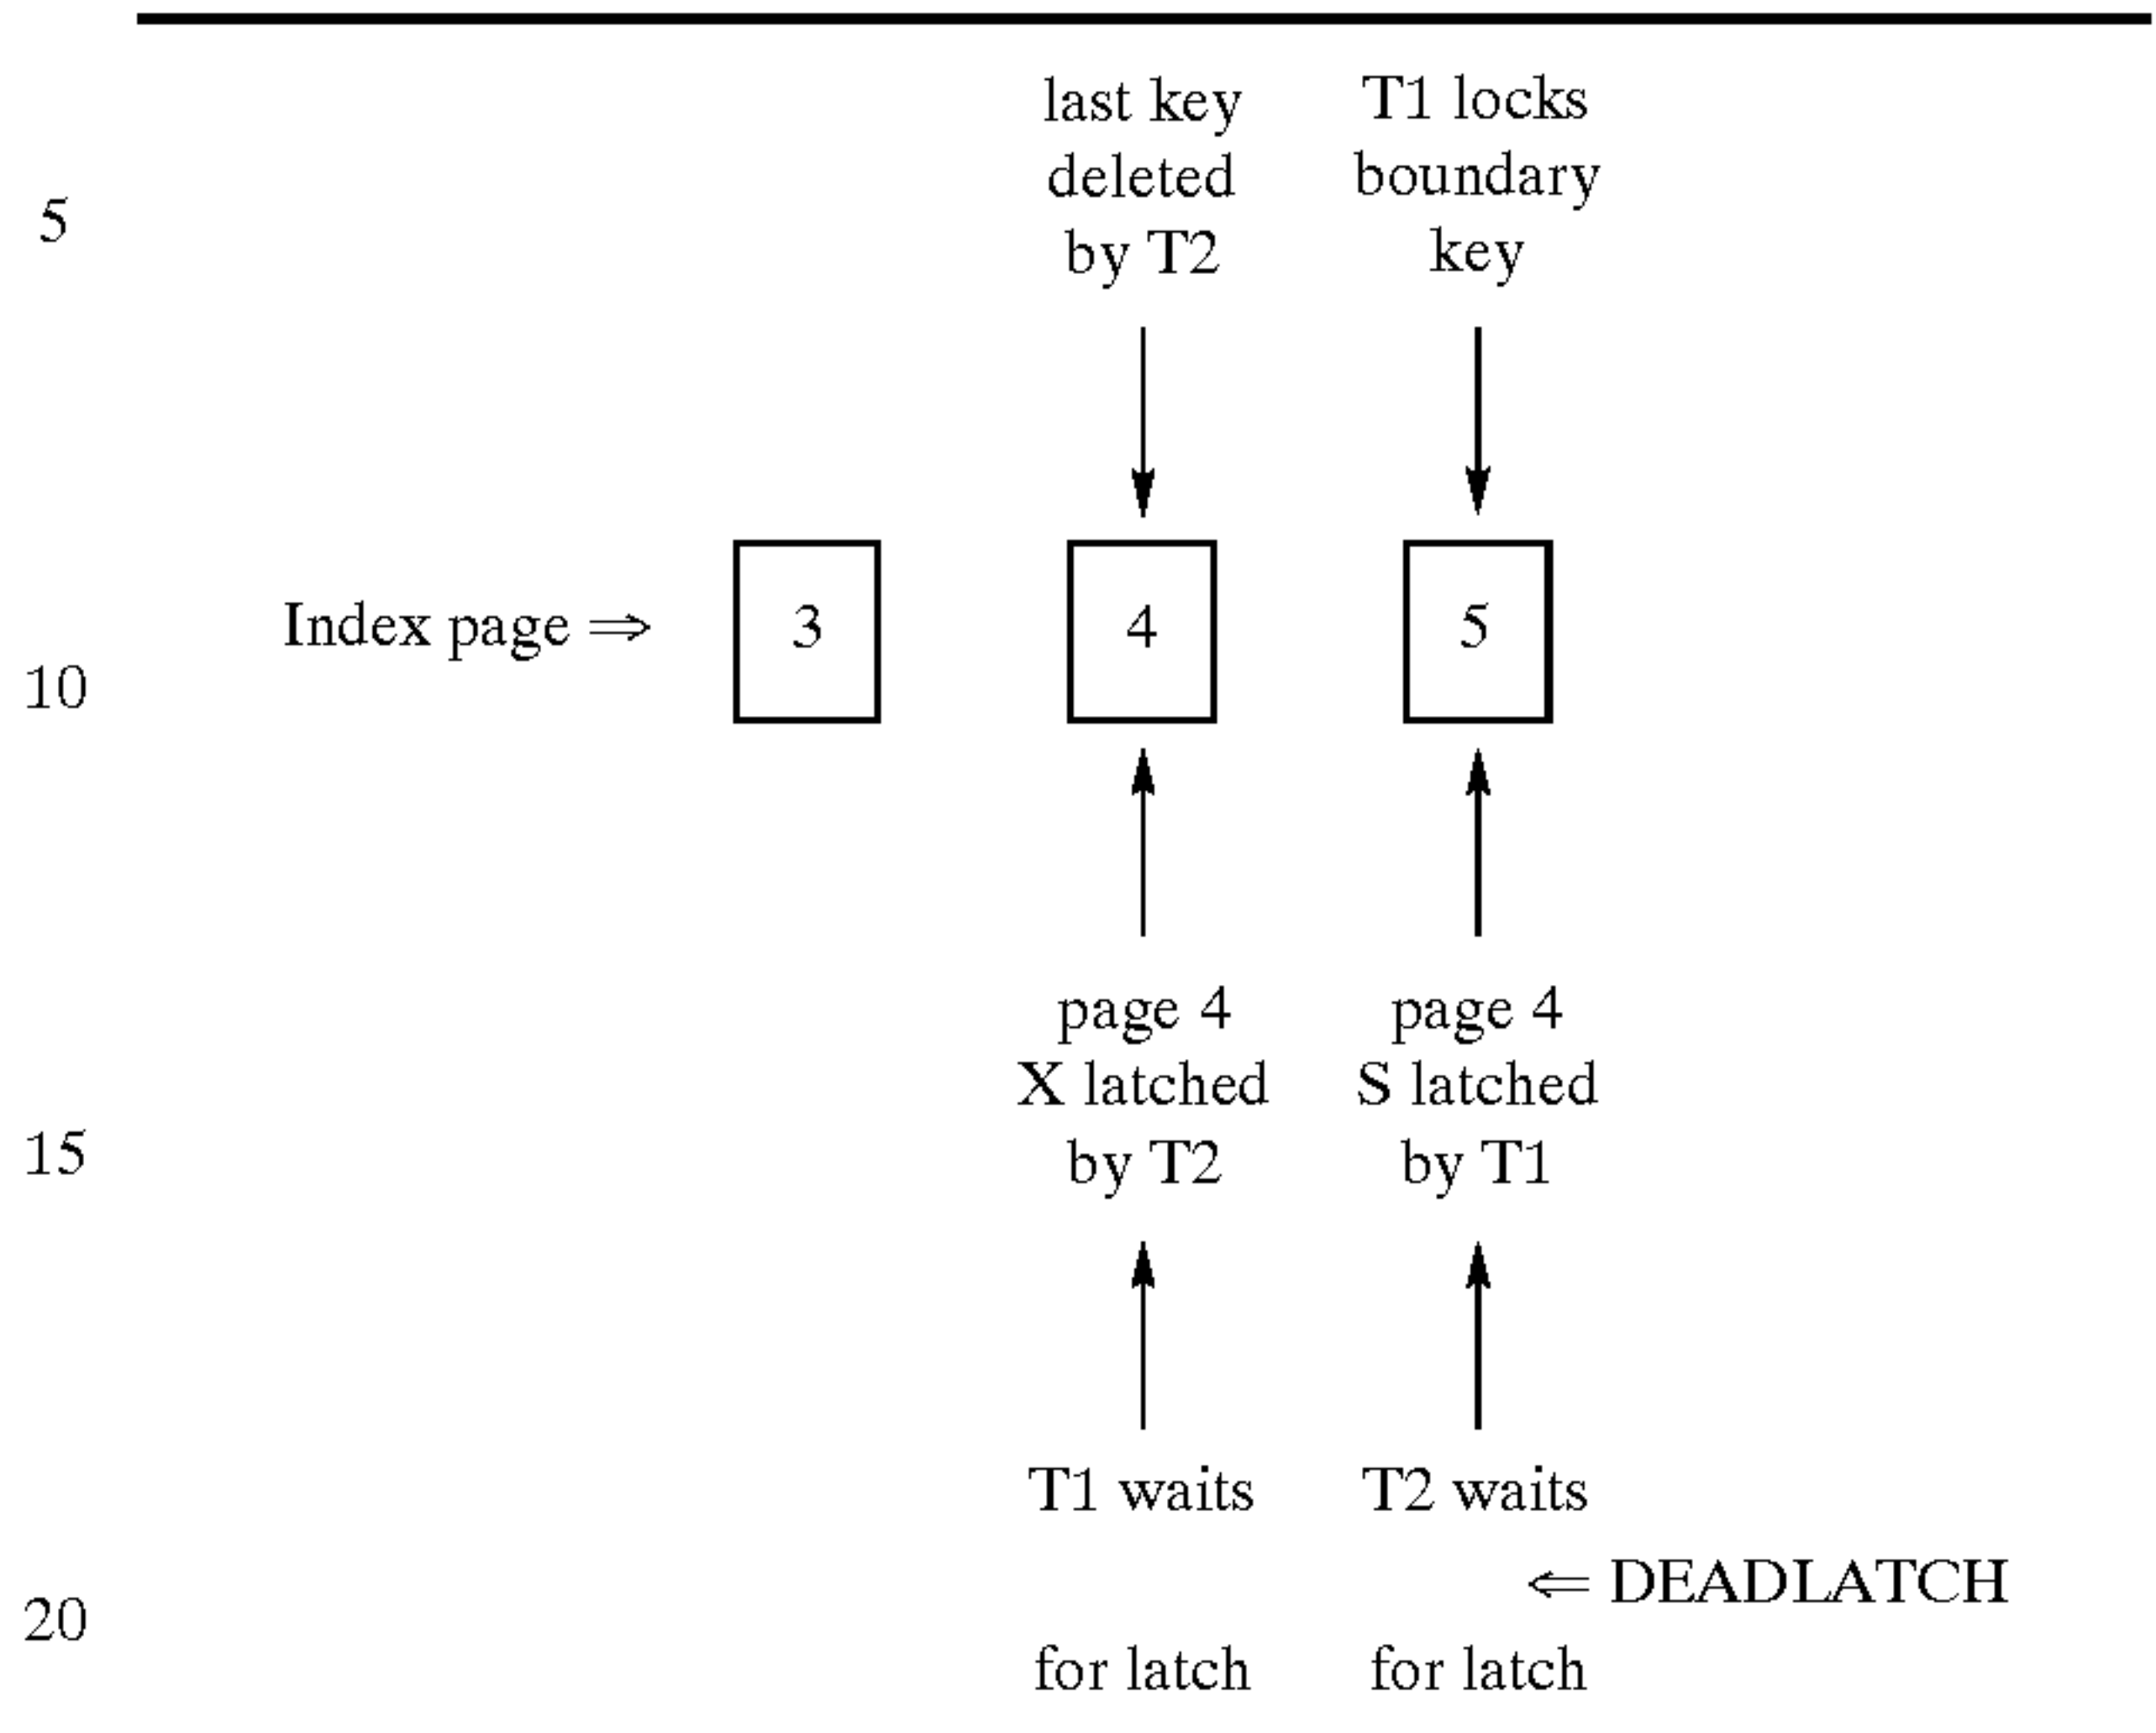 last key T1 locks
deleted boundary
5
by T2 key
Index page ⇒ 3 4 5
10
page 4 page 4
X latched S latched
15
by T2 by T1
T1 waits T2 waits
⇐ DEADLATCH
20
for latch for latch